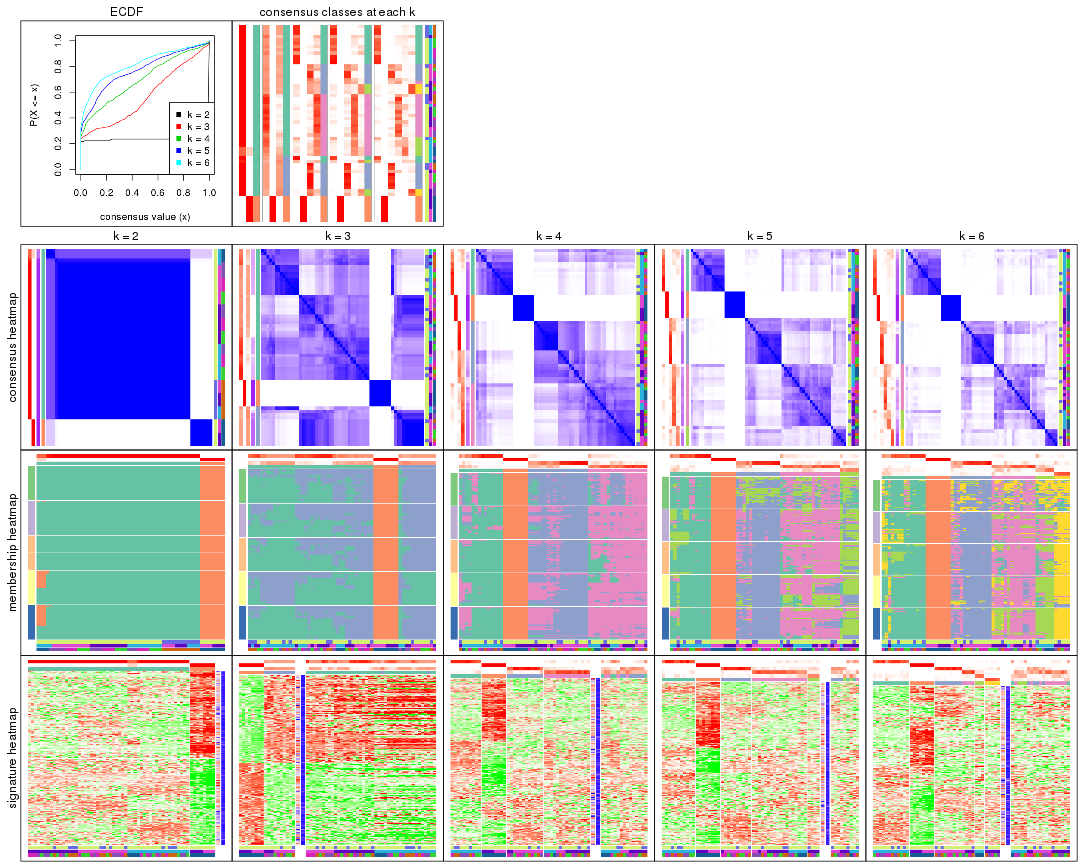 ECDF
consensus classes at each k
P(X <= x)
0.0 0.2 0.4 0.6 0.8 1.0
k = 2
k = 3
k = 4
k = 5
k = 6
0.0 0.2 0.4 0.6 0.8 1.0
consensus value (x)
k = 2
k = 3
k = 4
k = 5
k = 6
consensus heatmap
membership heatmap
signature heatmap